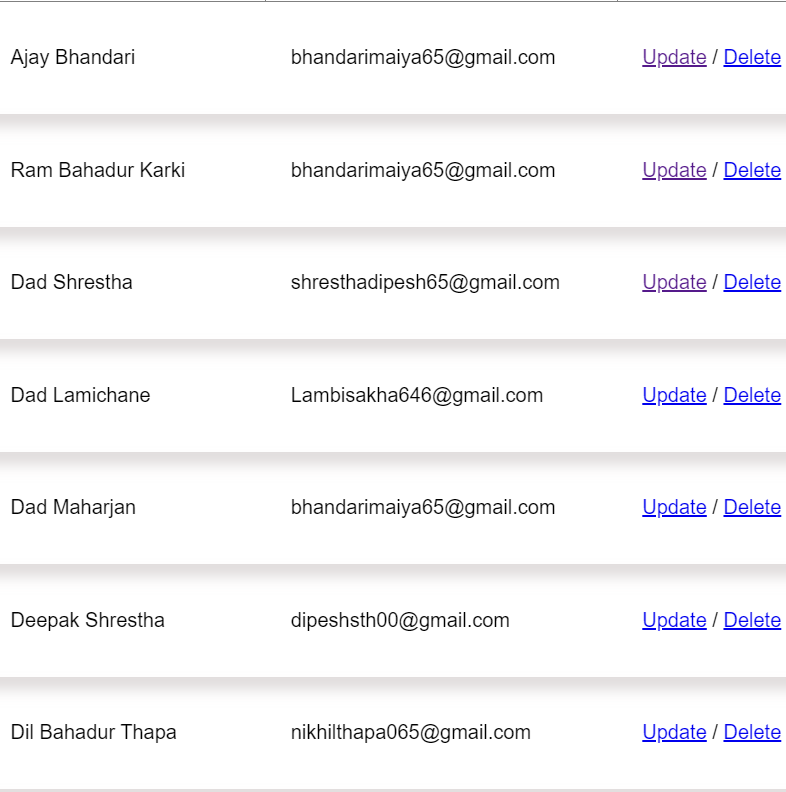 Ajay Bhandari bhandarimaiya65@gmail.com Update / Delete
Ram Bahadur Karki bhandarimaiya65@gmail.com Update / Delete
Dad Shrestha shresthadipesh65@gmail.com Update / Delete
Dad Lamichane Lambisakha646@gmail.com Update / Delete
Dad Maharjan bhandarimaiya65@gmail.com Update / Delete
Deepak Shrestha dipeshsth00@gmail.com Update / Delete
Dil Bahadur Thapa nikhilthapa065@gmail.com Update / Delete